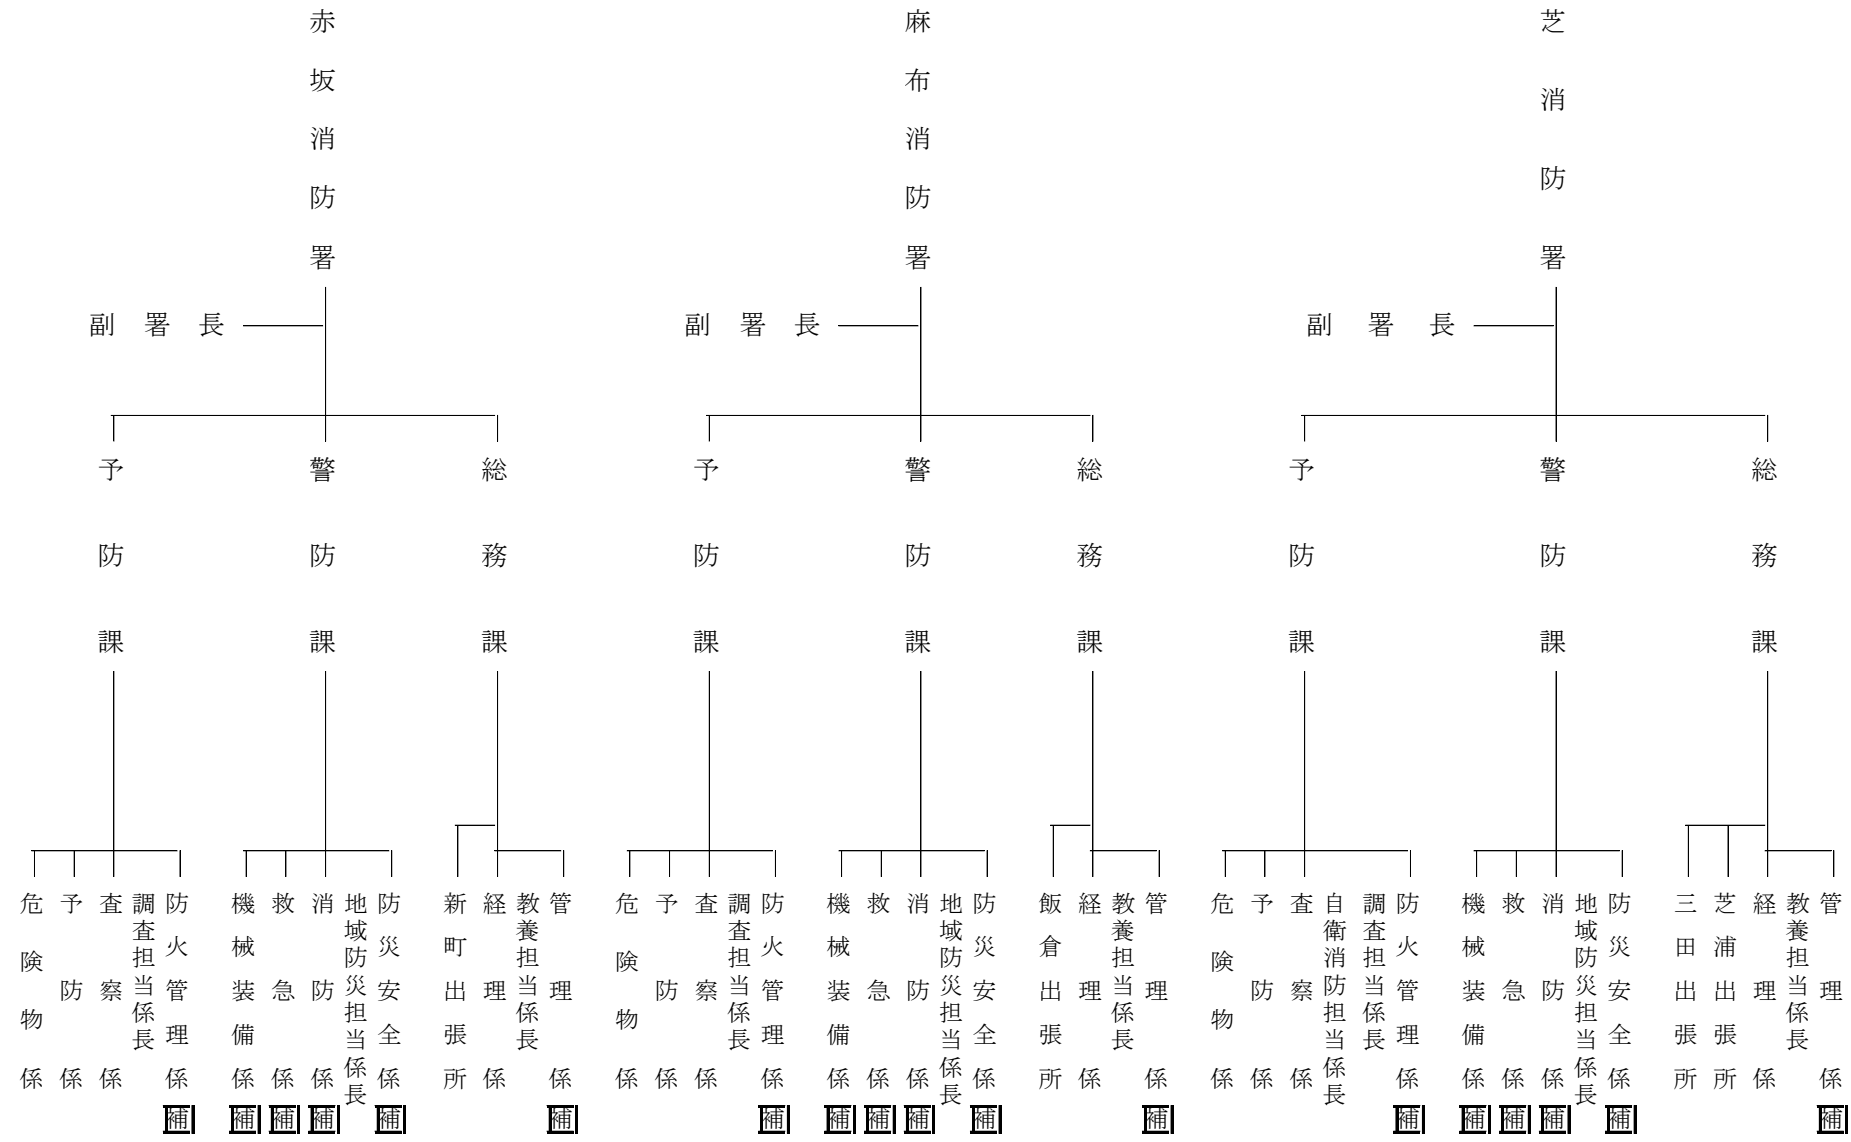 芝消防署
副署長
総務課
管理係 補
教養担当係長
経理係
芝浦出張所
三田出張所
警防課
防災安全係 補
地域防災担当係長
消防係 補
救急係 補
機械装備係 補
予防課
防火管理係 補
調査担当係長
自衛消防担当係長
査察係
予防係
危険物係
麻布消防署
副署長
総務課
管理係 補
教養担当係長
経理係
飯倉出張所
警防課
防災安全係 補
地域防災担当係長
消防係 補
救急係 補
機械装備係 補
予防課
防火管理係 補
調査担当係長
査察係
予防係
危険物係
赤坂消防署
副署長
総務課
管理係 補
教養担当係長
経理係
新町出張所
警防課
防災安全係 補
地域防災担当係長
消防係 補
救急係 補
機械装備係 補
予防課
防火管理係 補
調査担当係長
査察係
予防係
危険物係